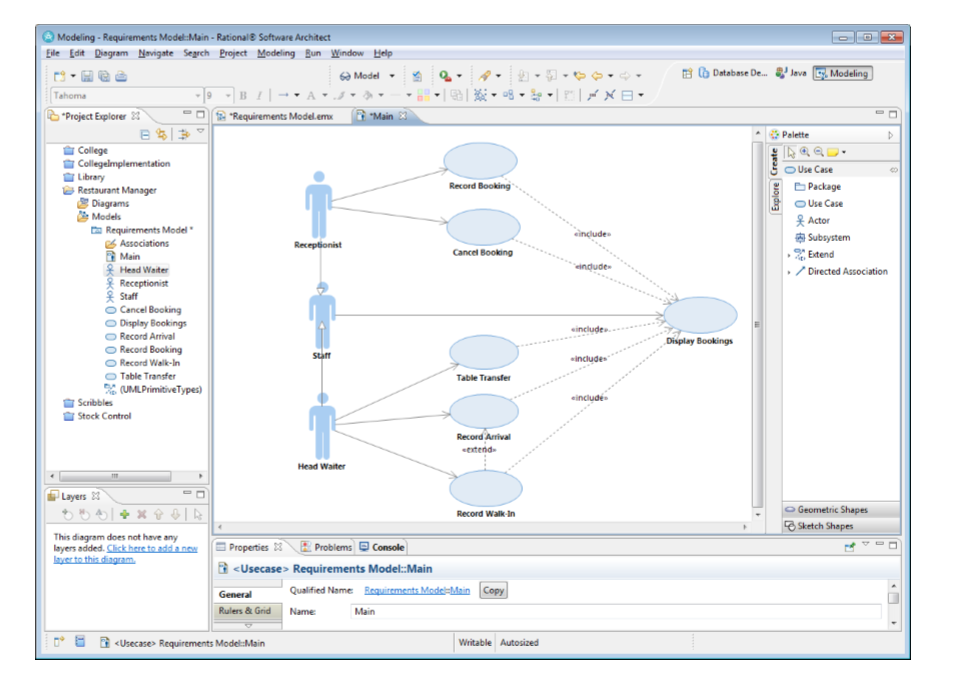 Modeling - Requirements Model::Main - Rational® Software Architect
File Edit Diagram Navigate Search Project Modeling Run Window Help
Model
Database De... Java Modeling
Tahoma 9 B I A
*Project Explorer
*Requirements Model.emx *Main
College
CollegeImplementation
Library
Restaurant Manager
Diagrams
Models
Requirements Model *
Associations
Main
Head Waiter
Receptionist
Staff
Cancel Booking
Display Bookings
Record Arrival
Record Booking
Record Walk-In
Table Transfer
(UMLPrimitiveTypes)
Scribbles
Stock Control
Record Booking
Receptionist
«include»
Cancel Booking
«include»
«include»
Display Bookings
Staff
«include»
Table Transfer
«include»
Record Arrival
«extend»
Head Waiter
Record Walk-In
Palette
Create
Explore
Use Case
Package
Use Case
Actor
Subsystem
Extend
Directed Association
Geometric Shapes
Sketch Shapes
Layers
This diagram does not have any
layers added. Click here to add a new
layer to this diagram.
Properties Problems Console
<Usecase> Requirements Model::Main
General
Rulers & Grid
Qualified Name: Requirements Model::Main Copy
Name: Main
<Usecase> Requirements Model::Main
Writable Autosized